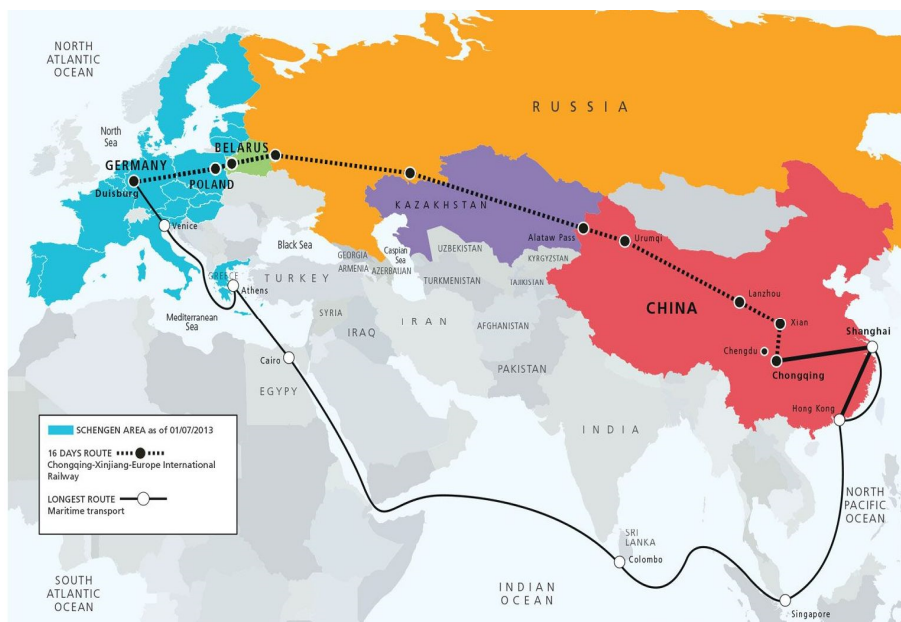 NORTH
ATLANTIC
OCEAN
RUSSIA
North
Sea
BELARUS
GERMANY
POLAND
Duisburg
KAZAKHSTAN
Venice
Alataw Pass
Urumqi
Black Sea
Caspian
Sea
UZBEKISTAN
GEORGIA
KYRGYZSTAN
ARMENIA
AZERBAIJAN
GREECE
TURKEY
TURKMENISTAN
TAJIKISTAN
Athens
Lanzhou
CHINA
Mediterranean
Sea
SYRIA
IRAQ
IRAN
AFGHANISTAN
Xian
Shanghai
Chengdu
Cairo
PAKISTAN
Chongqing
EGYPT
Hong Kong
INDIA
SCHENGEN AREA as of 01/07/2013
16 DAYS ROUTE
Chongqing-Xinjiang-Europe International
Railway
LONGEST ROUTE
Maritime transport
NORTH
PACIFIC
OCEAN
SRI
LANKA
Colombo
SOUTH
ATLANTIC
OCEAN
INDIAN
OCEAN
Singapore